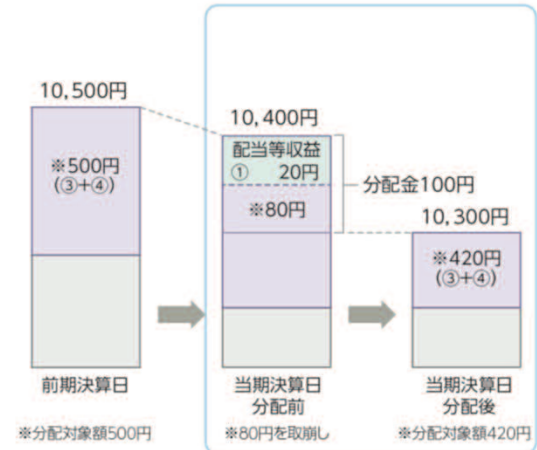 10,500円
※500円
(③+④)
前期決算日
※分配対象額500円
10,400円
配当等収益
① 20円
※80円
分配金100円
当期決算日
分配前
※80円を取崩し
10,300円
※420円
(③+④)
当期決算日
分配後
※分配対象額420円